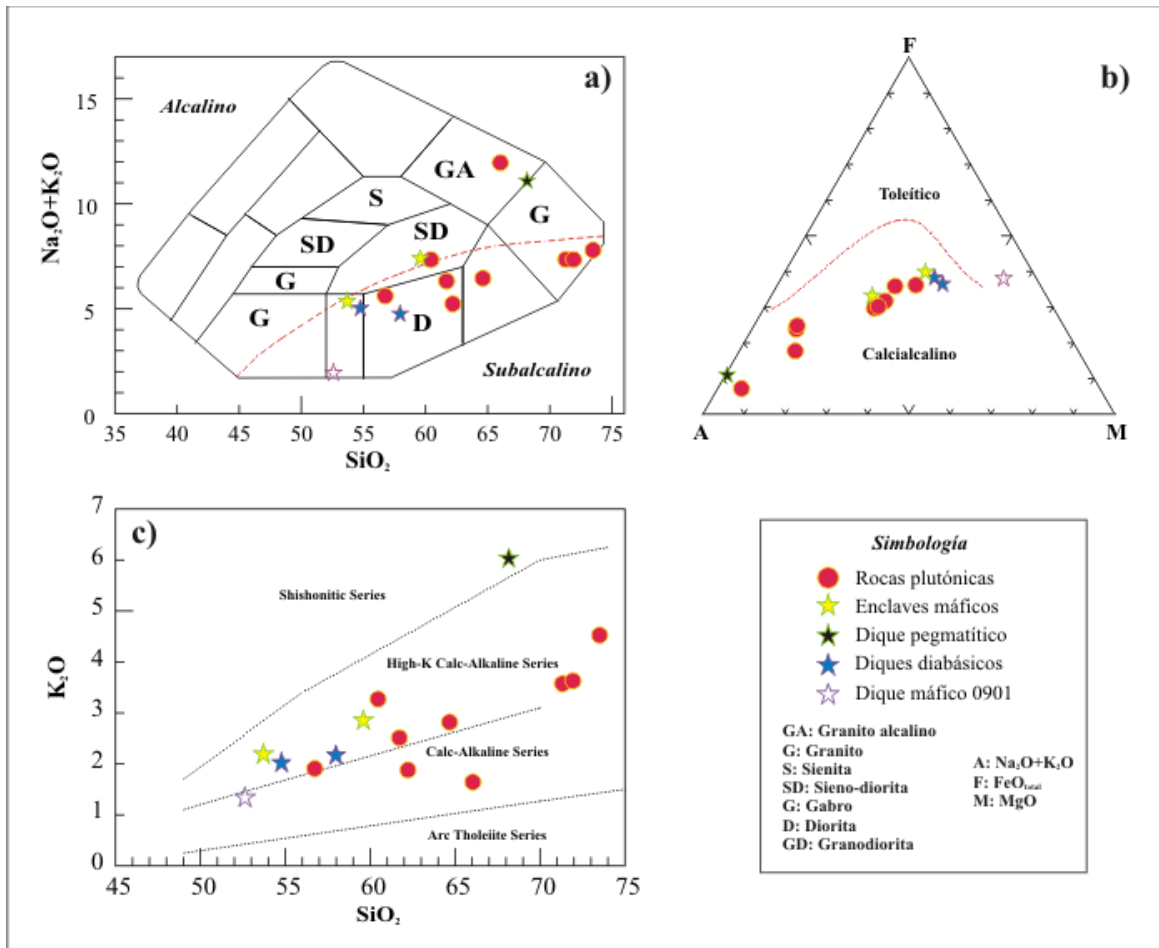 a)
Alcalino
Na₂O+K₂O
15
10
5
0
GA
S
G
SD
SD
G
G
D
Subalcalino
35
40
45
50
55
60
65
70
75
SiO₂
b)
F
Toleítico
Calcialcalino
A
M
c)
K₂O
7
6
5
4
3
2
1
0
Shishonitic Series
High-K Calc-Alkaline Series
Calc-Alkaline Series
Arc Tholeiite Series
45
50
55
60
65
70
75
SiO₂
Simbología
Rocas plutónicas
Enclaves máficos
Dique pegmatítico
Diques diabásicos
Dique máfico 0901
GA: Granito alcalino
G: Granito
S: Sienita
SD: Sieno-diorita
G: Gabro
D: Diorita
GD: Granodiorita
A: Na₂O+K₂O
F: FeOtotal
M: MgO